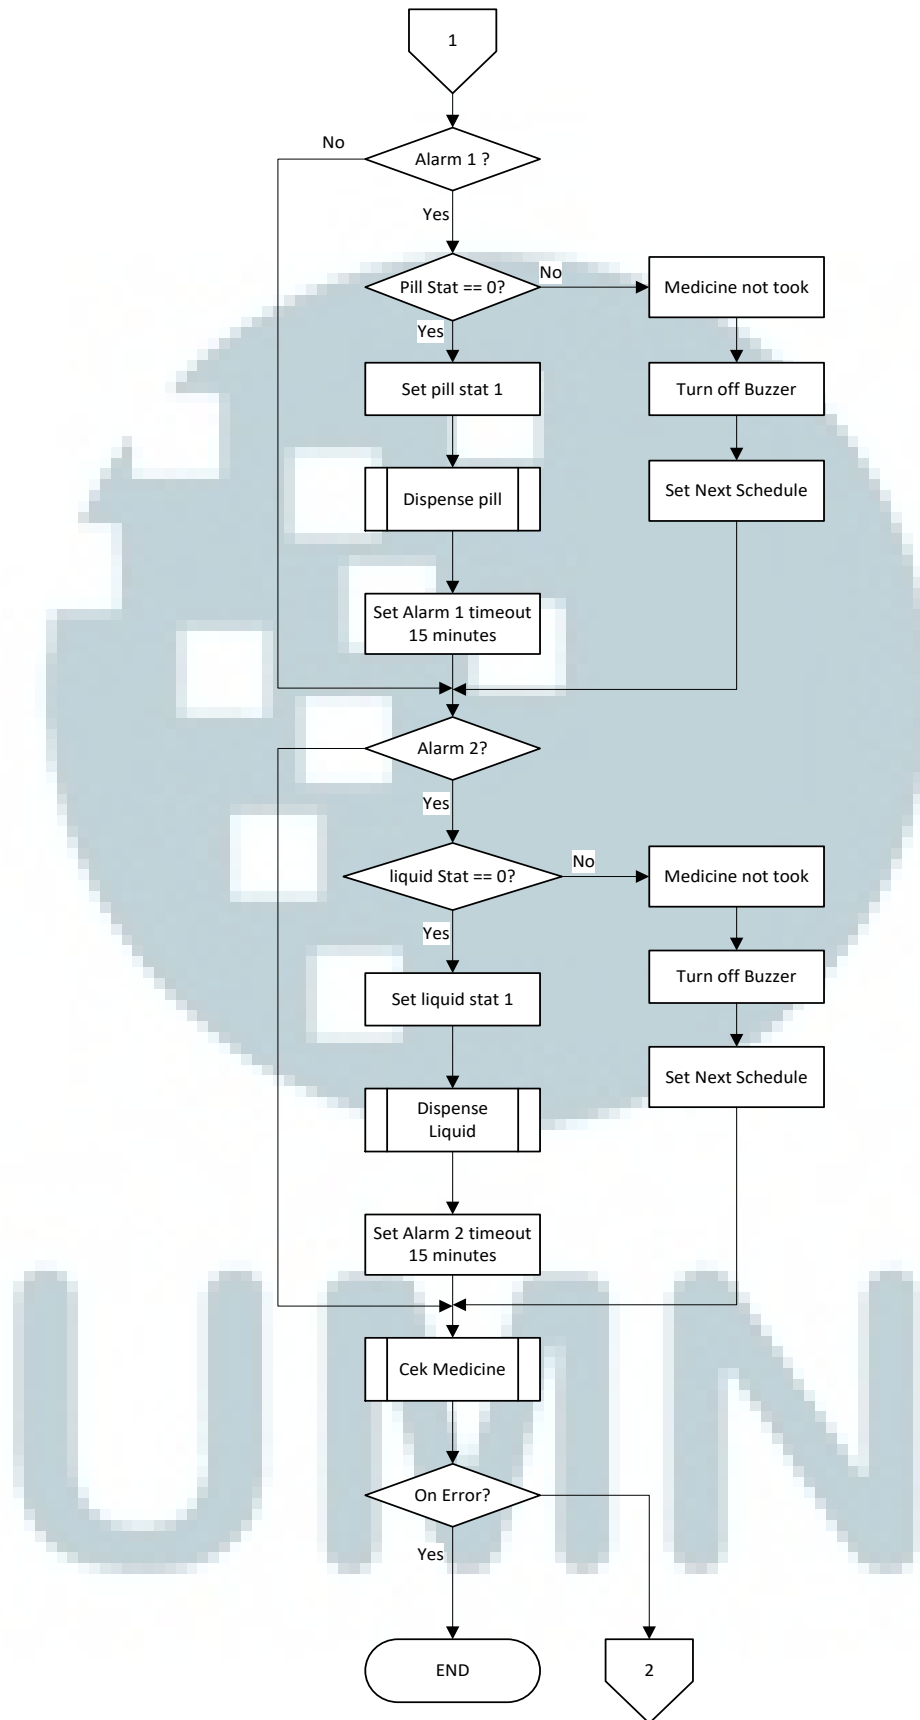 1
No
Alarm 1 ?
Yes
Pill Stat == 0?
No
Medicine not took
Yes
Set pill stat 1
Turn off Buzzer
Dispense pill
Set Next Schedule
Set Alarm 1 timeout
15 minutes
Alarm 2?
Yes
liquid Stat == 0?
No
Medicine not took
Yes
Set liquid stat 1
Turn off Buzzer
Set Next Schedule
Dispense
Liquid
Set Alarm 2 timeout
15 minutes
Cek Medicine
On Error?
Yes
END
2
UMN